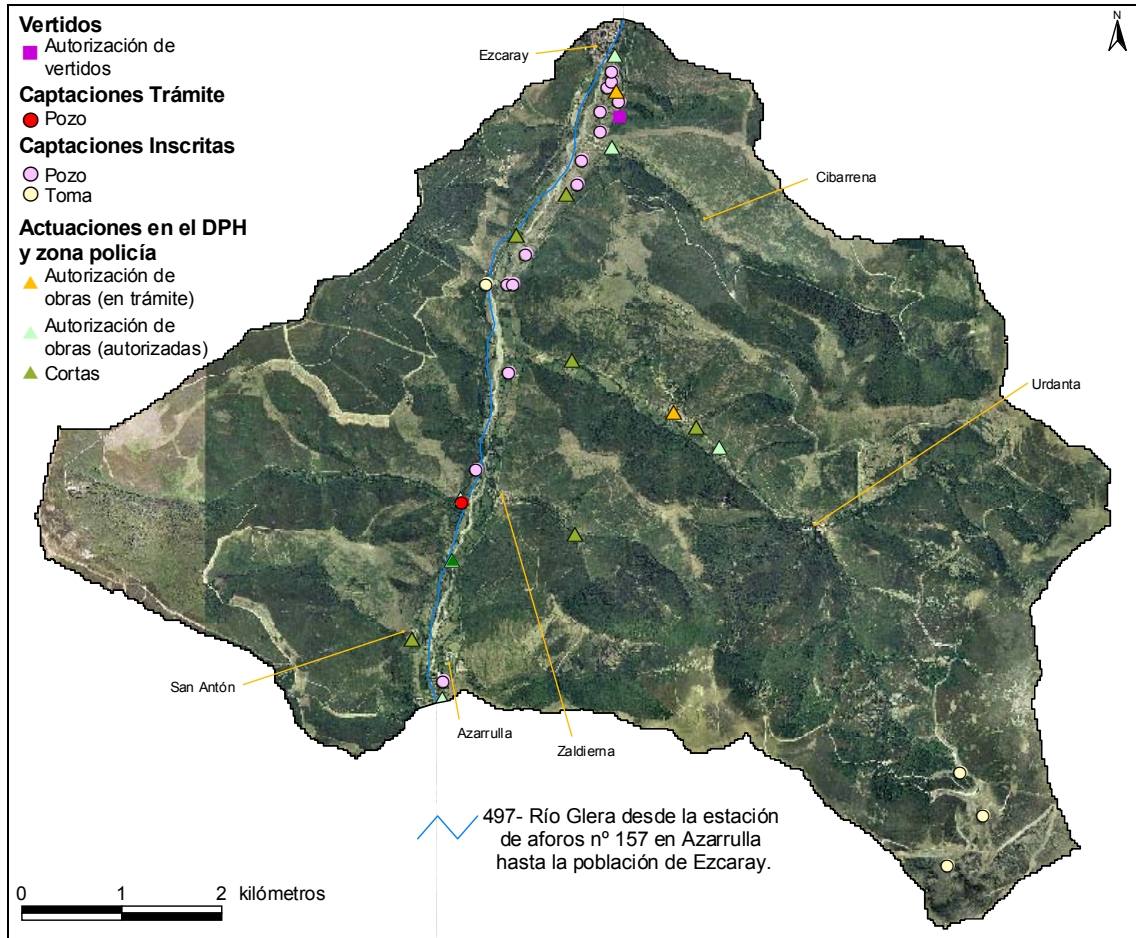 Vertidos
Autorización de
vertidos
Captaciones Trámite
Pozo
Captaciones Inscritas
Pozo
Toma
Actuaciones en el DPH
y zona policía
Autorización de
obras (en trámite)
Autorización de
obras (autorizadas)
Cortas
N
Ezcaray
Cibarrena
Urdanta
San Antón
Azarrulla
Zaldierna
497- Río Glera desde la estación
de aforos nº 157 en Azarrulla
hasta la población de Ezcaray.
0 1 2 kilómetros